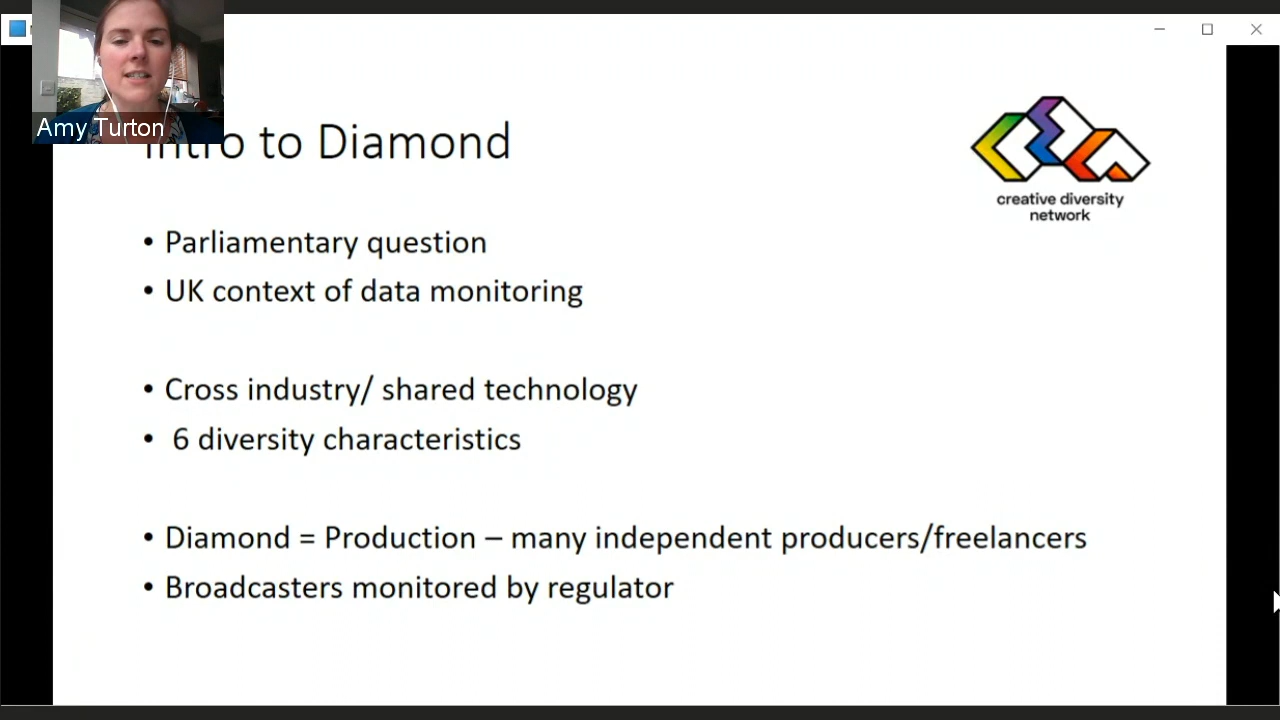 Amy Turton
Intro to Diamond
creative diversity
network
• Parliamentary question
• UK context of data monitoring
• Cross industry/ shared technology
• 6 diversity characteristics
• Diamond = Production – many independent producers/freelancers
• Broadcasters monitored by regulator